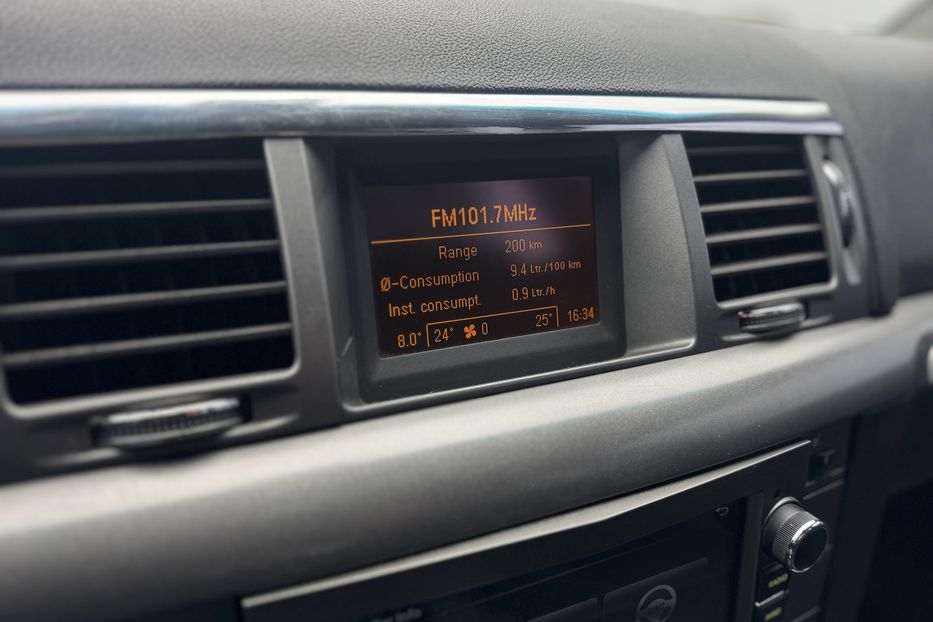 FM101.7MHz
Range 200 km
Ø-Consumption 9.4 Ltr./100 km
Inst. consumpt. 0.9 Ltr./h
8.0° 24° 0 25° 16:34
RADIO